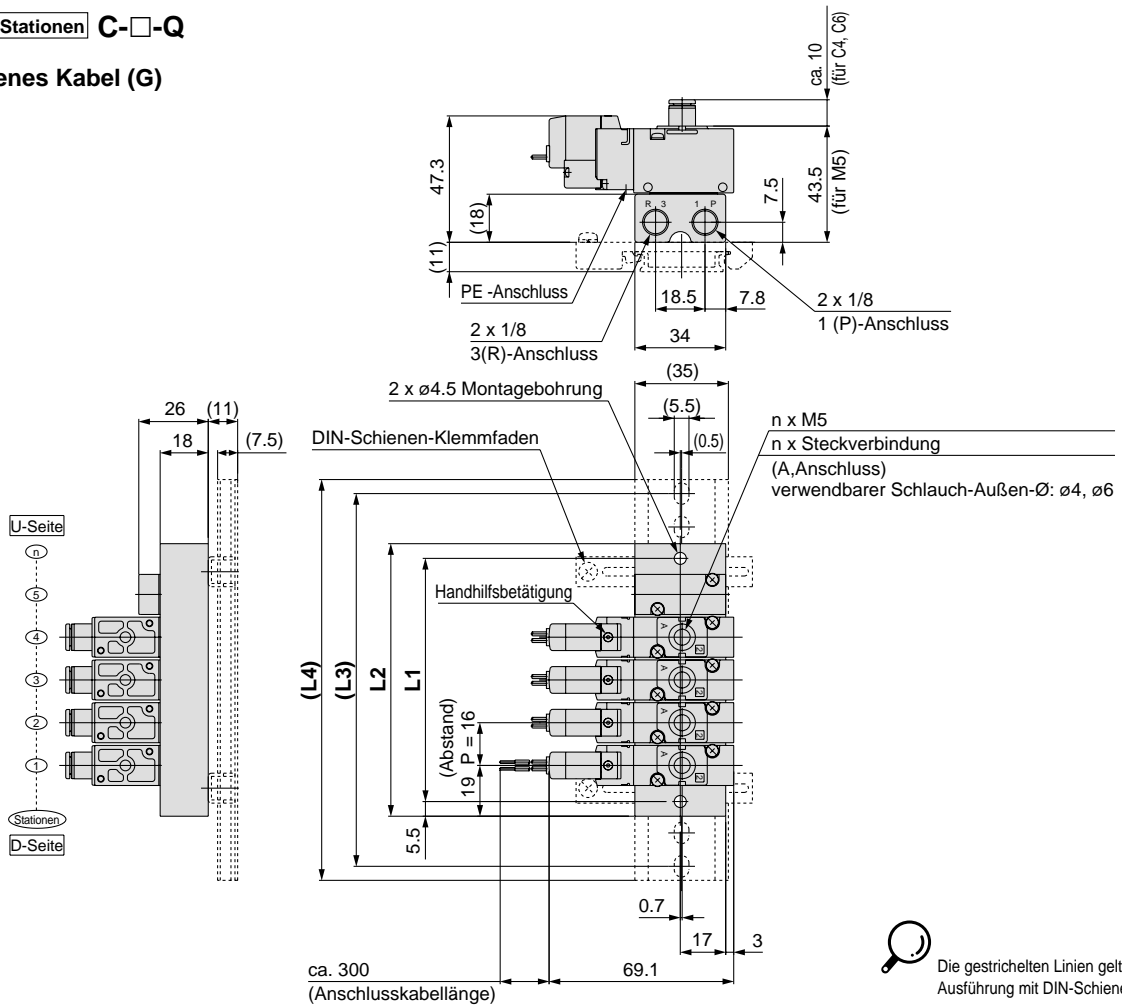 Stationen C-□-Q
enes Kabel (G)
ca. 10
(für C4, C6)
47.3
(18)
(11)
R 3
1 P
7.5
43.5
(für M5)
PE -Anschluss
18.5
7.8
2 x 1/8
3(R)-Anschluss
34
2 x 1/8
1 (P)-Anschluss
(35)
2 x ø4.5 Montagebohrung
(5.5)
(0.5)
n x M5
n x Steckverbindung
(A,Anschluss)
verwendbarer Schlauch-Außen-Ø: ø4, ø6
DIN-Schienen-Klemmfaden
26
(11)
18
(7.5)
U-Seite
n
5
4
3
2
1
Stationen
D-Seite
Handhilfsbetätigung
(L4)
(L3)
L2
L1
(Abstand)
P = 16
19
5.5
A
A
A
A
0.7
17
3
ca. 300
(Anschlusskabellänge)
69.1
Die gestrichelten Linien gelt
Ausführung mit DIN-Schiene